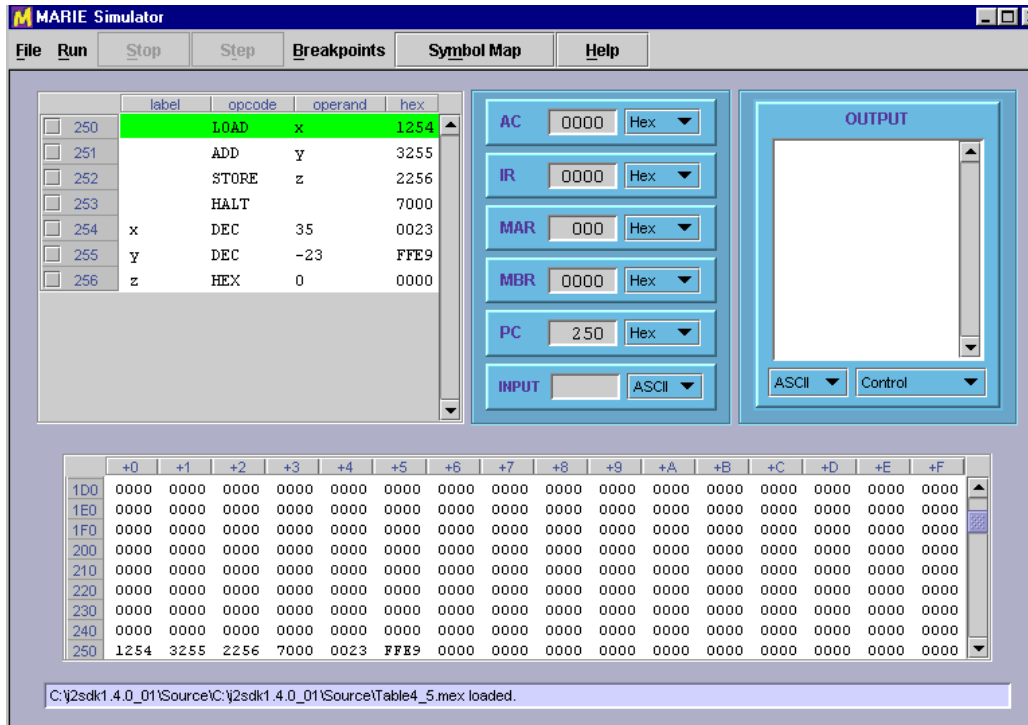 MARIE Simulator
File Run Stop Step Breakpoints Symbol Map Help
label opcode operand hex
250 LOAD x 1254
251 ADD y 3255
252 STORE z 2256
253 HALT 7000
254 x DEC 35 0023
255 y DEC -23 FFE9
256 z HEX 0 0000
AC 0000 Hex
IR 0000 Hex
MAR 000 Hex
MBR 0000 Hex
PC 250 Hex
INPUT ASCII
OUTPUT
ASCII Control
+0 +1 +2 +3 +4 +5 +6 +7 +8 +9 +A +B +C +D +E +F
1D0 0000 0000 0000 0000 0000 0000 0000 0000 0000 0000 0000 0000 0000 0000 0000 0000
1E0 0000 0000 0000 0000 0000 0000 0000 0000 0000 0000 0000 0000 0000 0000 0000 0000
1F0 0000 0000 0000 0000 0000 0000 0000 0000 0000 0000 0000 0000 0000 0000 0000 0000
200 0000 0000 0000 0000 0000 0000 0000 0000 0000 0000 0000 0000 0000 0000 0000 0000
210 0000 0000 0000 0000 0000 0000 0000 0000 0000 0000 0000 0000 0000 0000 0000 0000
220 0000 0000 0000 0000 0000 0000 0000 0000 0000 0000 0000 0000 0000 0000 0000 0000
230 0000 0000 0000 0000 0000 0000 0000 0000 0000 0000 0000 0000 0000 0000 0000 0000
240 0000 0000 0000 0000 0000 0000 0000 0000 0000 0000 0000 0000 0000 0000 0000 0000
250 1254 3255 2256 7000 0023 FFE9 0000 0000 0000 0000 0000 0000 0000 0000 0000 0000
C:\j2sdk1.4.0_01\Source\C:\j2sdk1.4.0_01\Source\Table4_5.mex loaded.